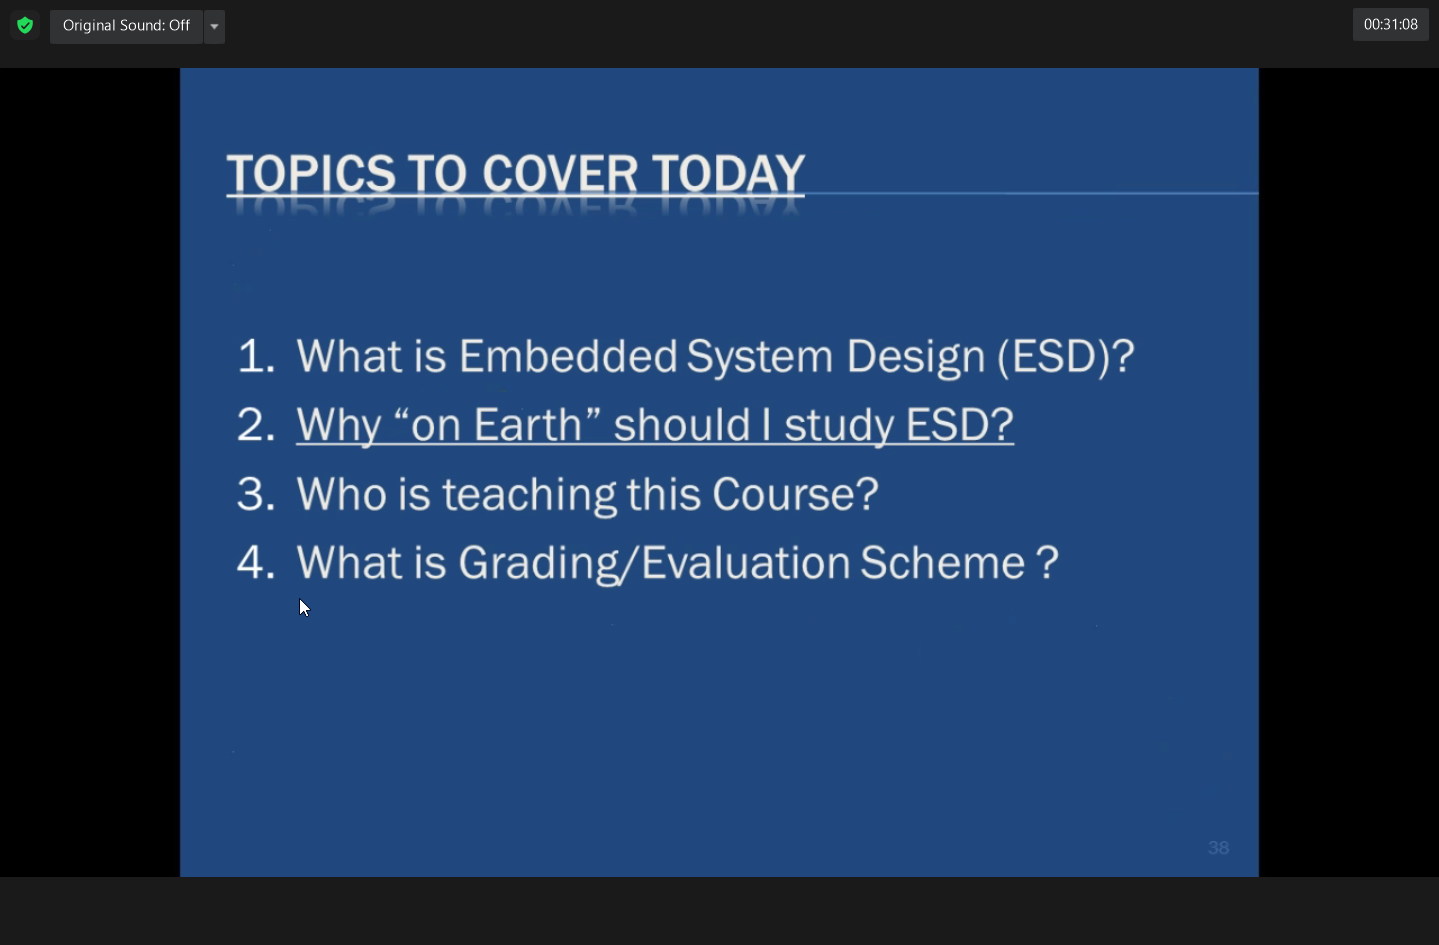 Original Sound: Off
00:31:08
TOPICS TO COVER TODAY
1. What is Embedded System Design (ESD)?
2. Why “on Earth” should I study ESD?
3. Who is teaching this Course?
4. What is Grading/Evaluation Scheme ?
38